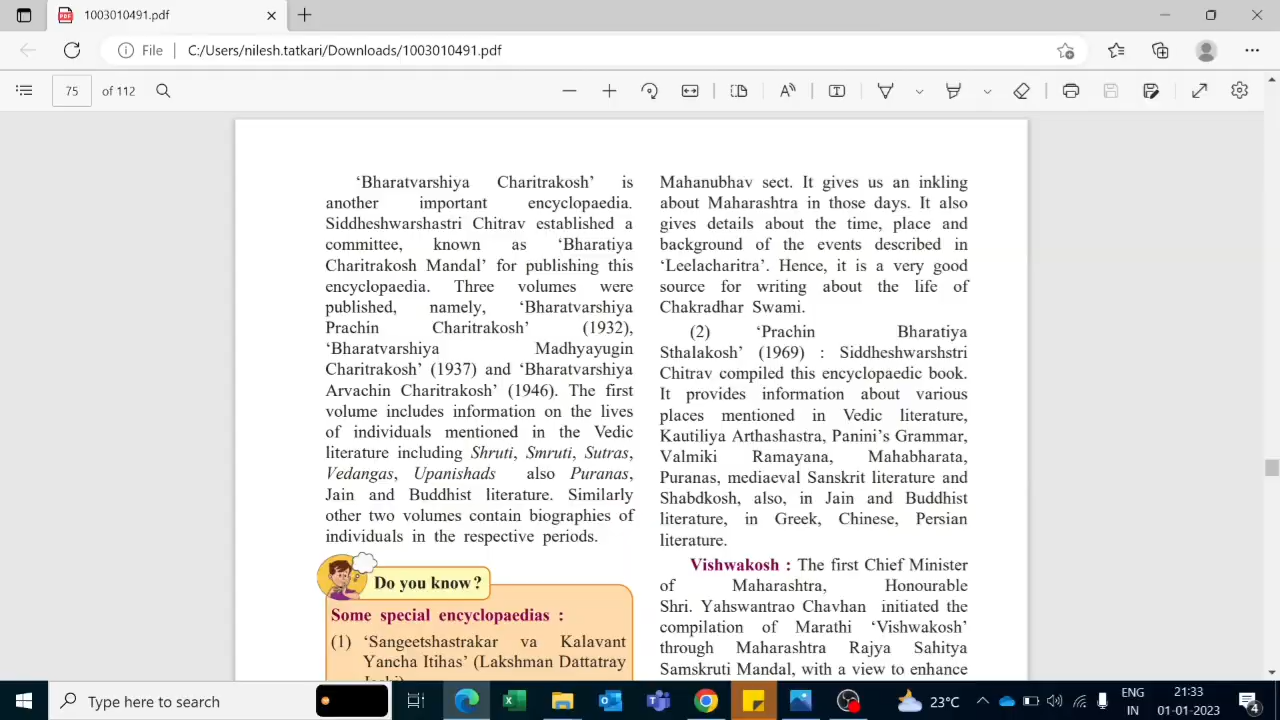 1003010491.pdf
File
C:/Users/nilesh.tatkari/Downloads/1003010491.pdf
75
of 112
‘Bharatvarshiya Charitrakosh’ is
another important encyclopaedia.
Siddheshwarshastri Chitrav established a
committee, known as ‘Bharatiya
Charitrakosh Mandal’ for publishing this
encyclopaedia. Three volumes were
published, namely, ‘Bharatvarshiya
Prachin Charitrakosh’ (1932),
‘Bharatvarshiya Madhyayugin
Charitrakosh’ (1937) and ‘Bharatvarshiya
Arvachin Charitrakosh’ (1946). The first
volume includes information on the lives
of individuals mentioned in the Vedic
literature including Shruti, Smruti, Sutras,
Vedangas, Upanishads also Puranas,
Jain and Buddhist literature. Similarly
other two volumes contain biographies of
individuals in the respective periods.
Do you know?
Some special encyclopaedias :
(1) ‘Sangeetshastrakar va Kalavant
Yancha Itihas’ (Lakshman Dattatray
Mahanubhav sect. It gives us an inkling
about Maharashtra in those days. It also
gives details about the time, place and
background of the events described in
‘Leelacharitra’. Hence, it is a very good
source for writing about the life of
Chakradhar Swami.
(2) ‘Prachin Bharatiya
Sthalakosh’ (1969) : Siddheshwarshstri
Chitrav compiled this encyclopaedic book.
It provides information about various
places mentioned in Vedic literature,
Kautiliya Arthashastra, Panini’s Grammar,
Valmiki Ramayana, Mahabharata,
Puranas, mediaeval Sanskrit literature and
Shabdkosh, also, in Jain and Buddhist
literature, in Greek, Chinese, Persian
literature.
Vishwakosh : The first Chief Minister
of Maharashtra, Honourable
Shri. Yahswantrao Chavhan initiated the
compilation of Marathi ‘Vishwakosh’
through Maharashtra Rajya Sahitya
Samskruti Mandal, with a view to enhance
Type here to search
23°C
ENG
IN
21:33
01-01-2023
4